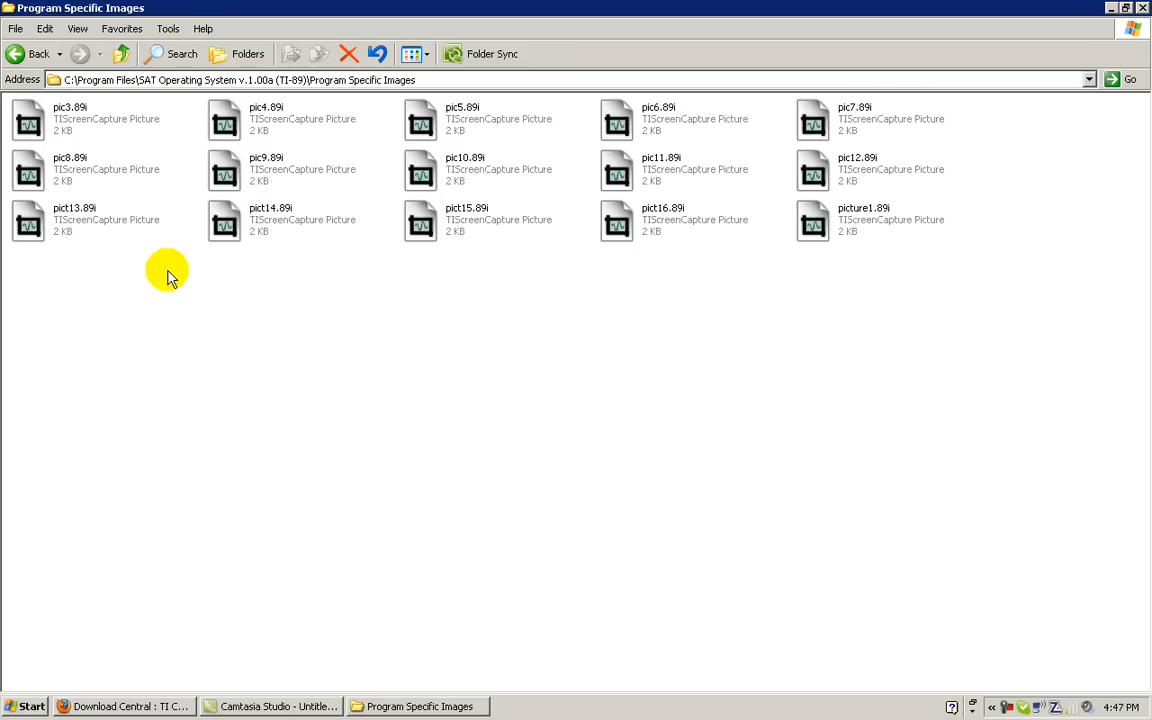 Program Specific Images
File Edit View Favorites Tools Help
Back Search Folders Folder Sync
Address C:\Program Files\SAT Operating System v.1.00a (TI-89)\Program Specific Images Go
pic3.89i
TIScreenCapture Picture
2 KB
pic4.89i
TIScreenCapture Picture
2 KB
pic5.89i
TIScreenCapture Picture
2 KB
pic6.89i
TIScreenCapture Picture
2 KB
pic7.89i
TIScreenCapture Picture
2 KB
pic8.89i
TIScreenCapture Picture
2 KB
pic9.89i
TIScreenCapture Picture
2 KB
pic10.89i
TIScreenCapture Picture
2 KB
pic11.89i
TIScreenCapture Picture
2 KB
pic12.89i
TIScreenCapture Picture
2 KB
pict13.89i
TIScreenCapture Picture
2 KB
pict14.89i
TIScreenCapture Picture
2 KB
pict15.89i
TIScreenCapture Picture
2 KB
pict16.89i
TIScreenCapture Picture
2 KB
picture1.89i
TIScreenCapture Picture
2 KB
Start Download Central : TI C... Camtasia Studio - Untitle... Program Specific Images « 4:47 PM